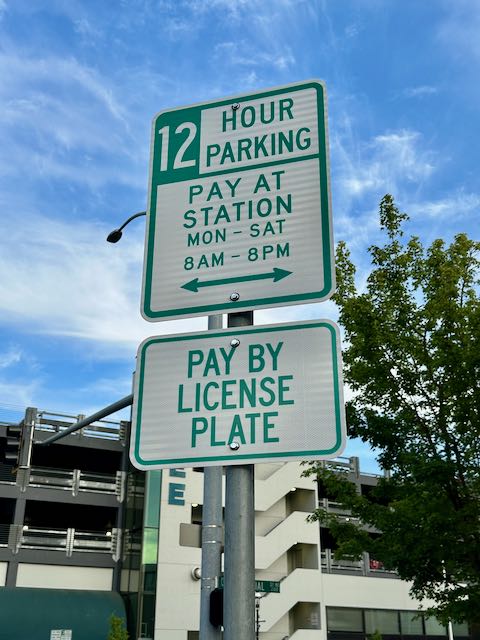 12 HOUR
PARKING
PAY AT
STATION
MON - SAT
8AM - 8PM
PAY BY
LICENSE
PLATE